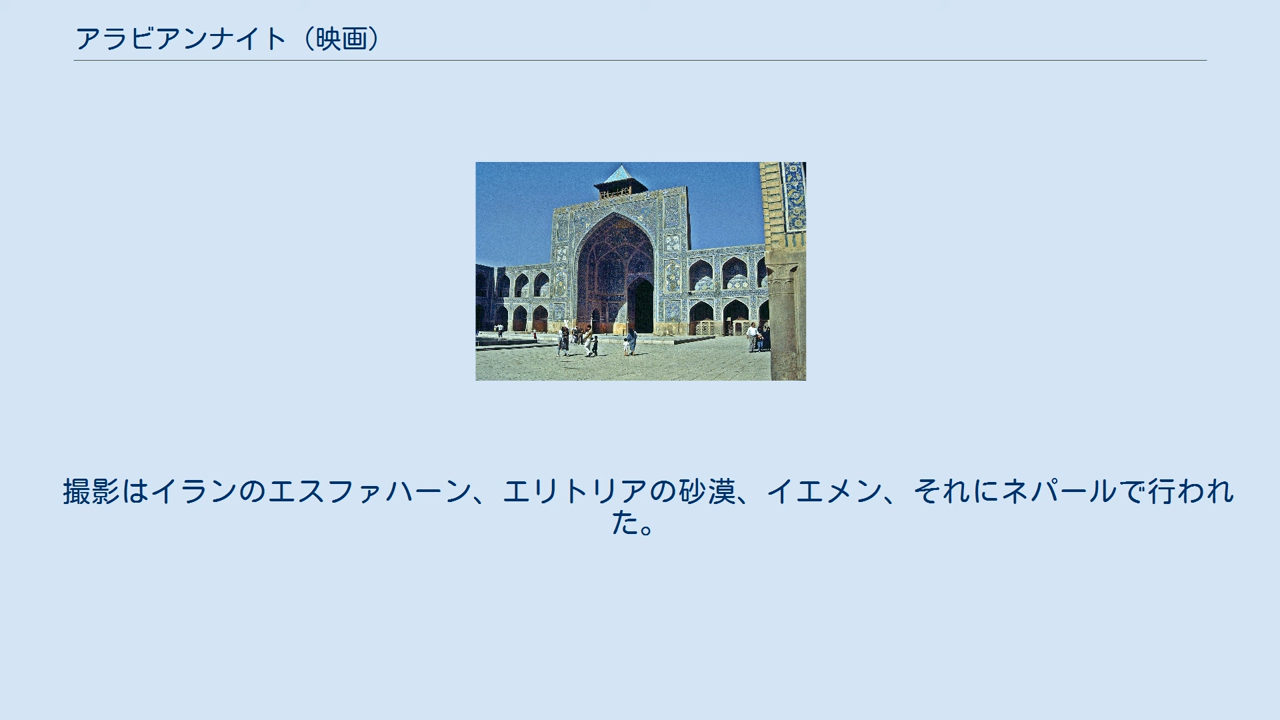 アラビアンナイト（映画）
撮影はイランのエスファハーン、エリトリアの砂漠、イエメン、それにネパールで行われ
た。